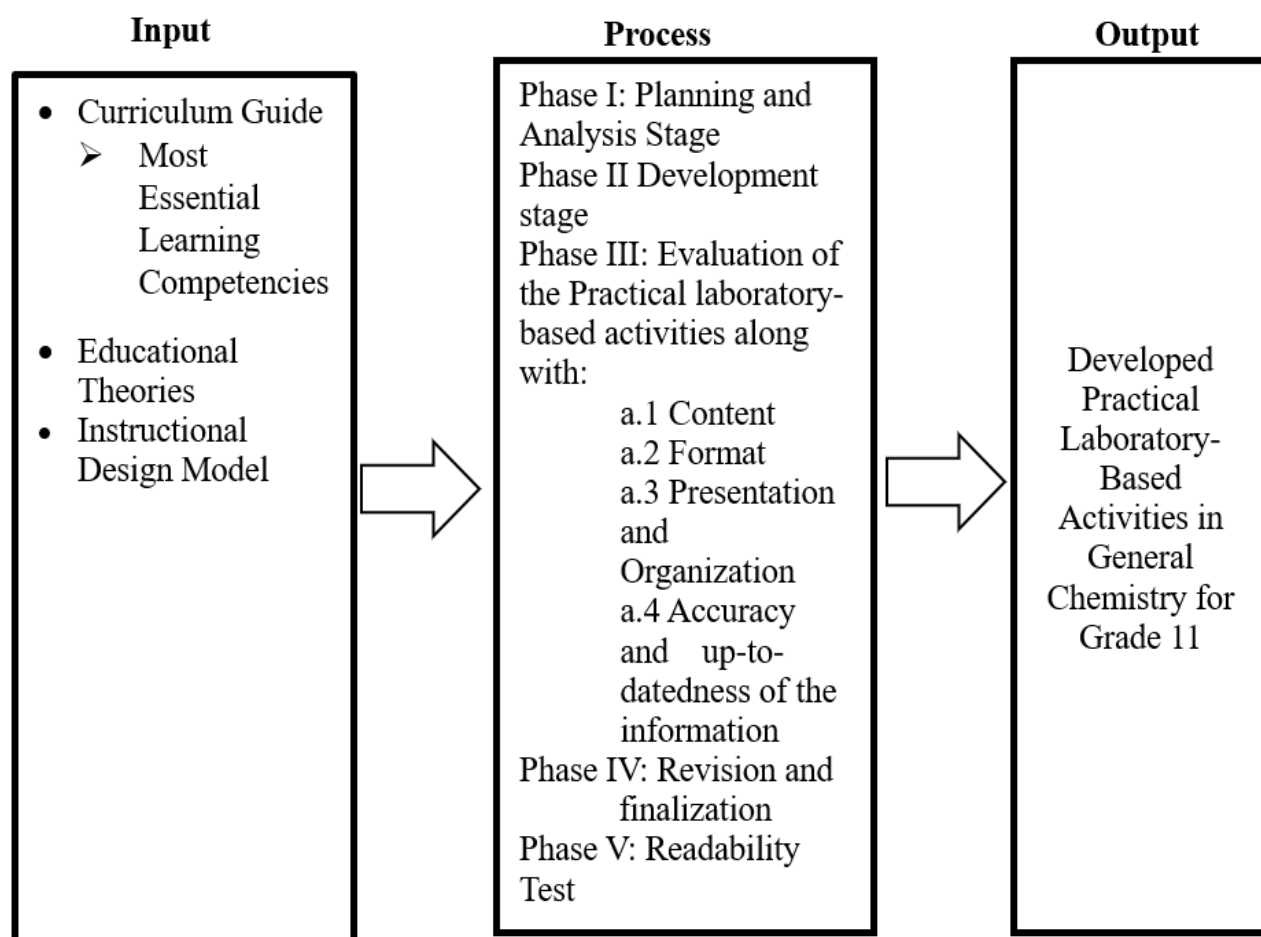 Input
• Curriculum Guide
➢ Most
Essential
Learning
Competencies
• Educational
Theories
• Instructional
Design Model
Process
Phase I: Planning and
Analysis Stage
Phase II Development
stage
Phase III: Evaluation of
the Practical laboratory-
based activities along
with:
a.1 Content
a.2 Format
a.3 Presentation
and
Organization
a.4 Accuracy
and up-to-
datedness of the
information
Phase IV: Revision and
finalization
Phase V: Readability
Test
Output
Developed
Practical
Laboratory-
Based
Activities in
General
Chemistry for
Grade 11